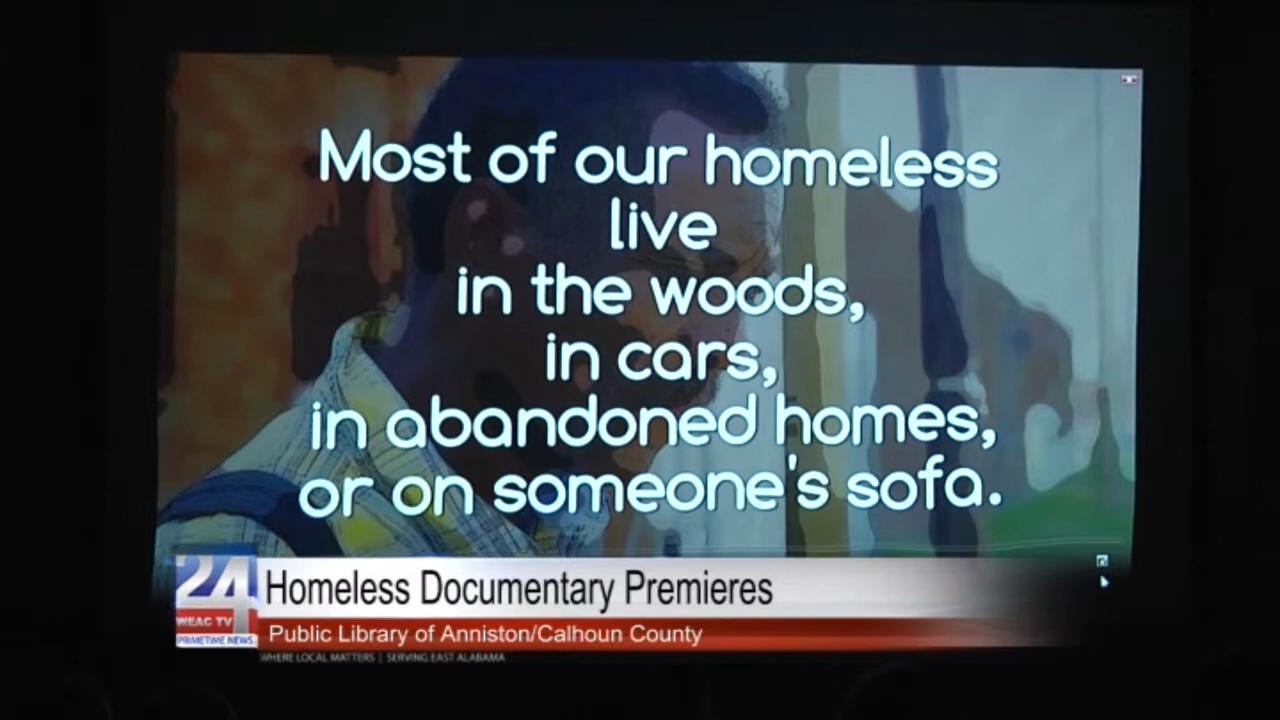 Most of our homeless
live
in the woods,
in cars,
in abandoned homes,
or on someone's sofa.
24
WEAC TV
PRIMETIME NEWS
Homeless Documentary Premieres
Public Library of Anniston/Calhoun County
WHERE LOCAL MATTERS | SERVING EAST ALABAMA